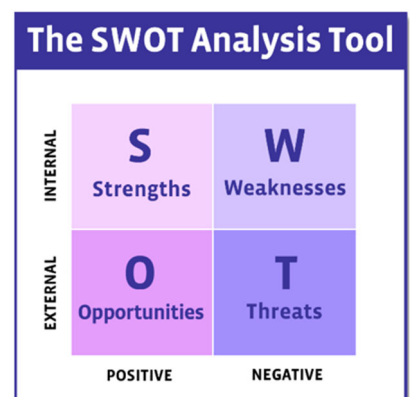 The SWOT Analysis Tool
INTERNAL
S
Strengths
W
Weaknesses
EXTERNAL
O
Opportunities
T
Threats
POSITIVE
NEGATIVE